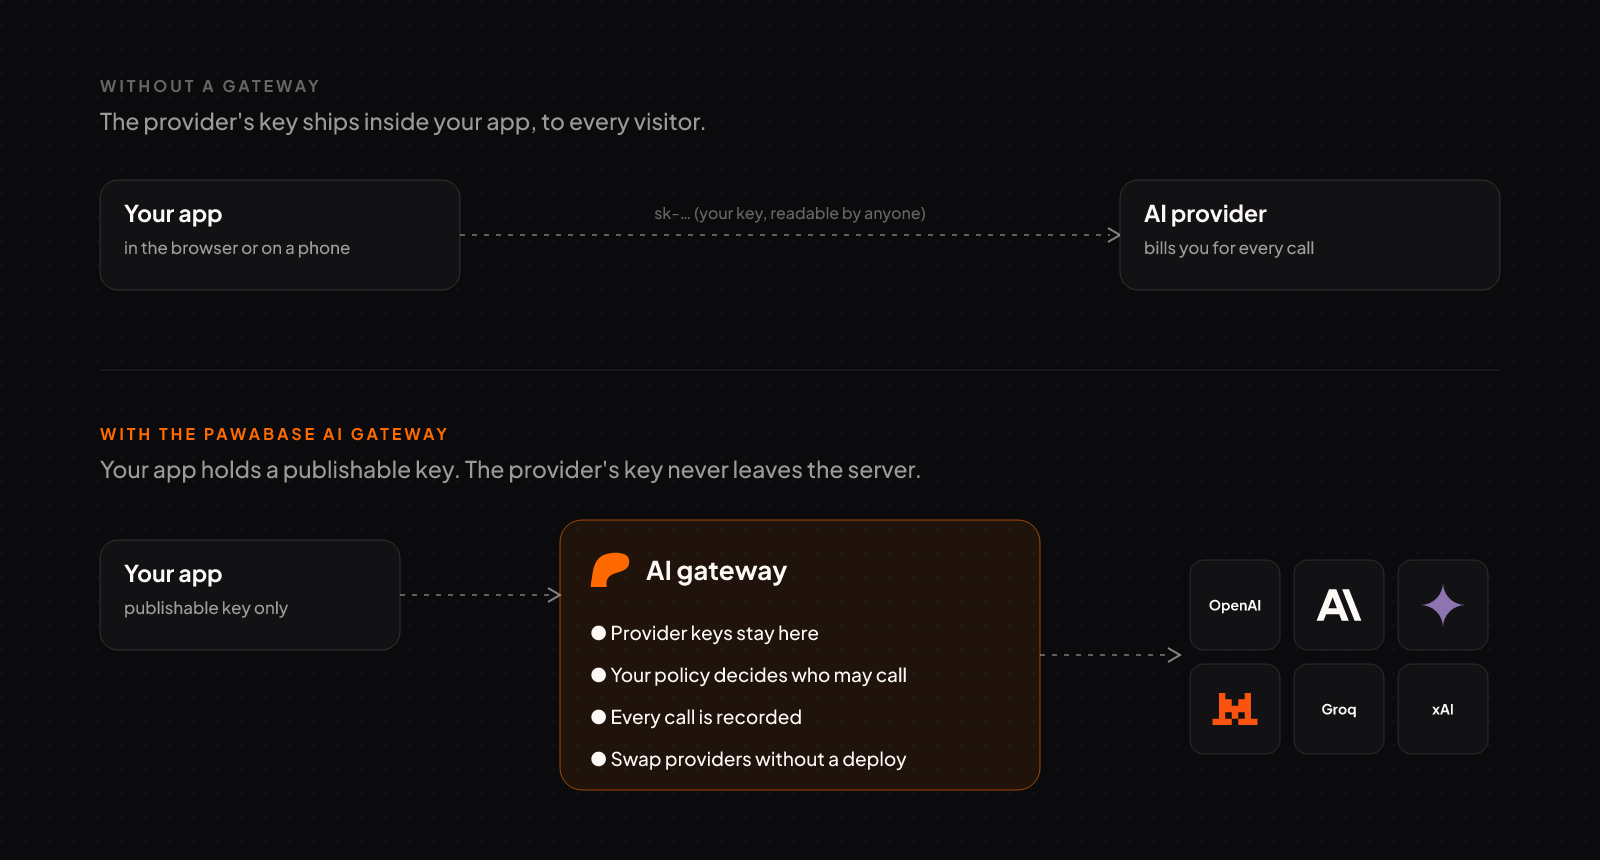 WITHOUT A GATEWAY
The provider's key ships inside your app, to every visitor.
Your app
in the browser or on a phone
sk-… (your key, readable by anyone)
AI provider
bills you for every call
WITH THE PAWABASE AI GATEWAY
Your app holds a publishable key. The provider's key never leaves the server.
Your app
publishable key only
AI gateway
Provider keys stay here
Your policy decides who may call
Every call is recorded
Swap providers without a deploy
OpenAI
AI
Groq
xAI